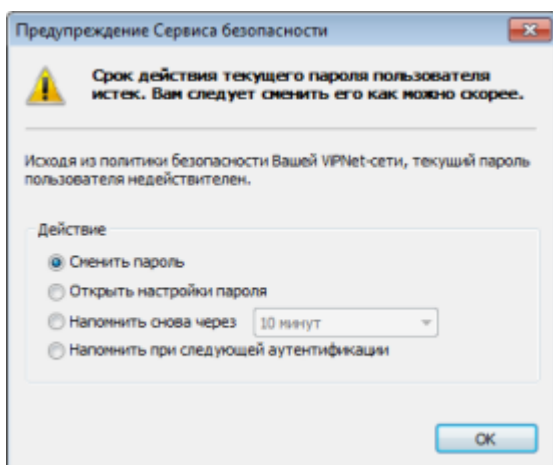 Предупреждение Сервиса безопасности
Срок действия текущего пароля пользователя
истек. Вам следует сменить его как можно скорее.
Исходя из политики безопасности Вашей ViPNet-сети, текущий пароль
пользователя недействителен.
Действие
Сменить пароль
Открыть настройки пароля
Напомнить снова через 10 минут
Напомнить при следующей аутентификации
OK